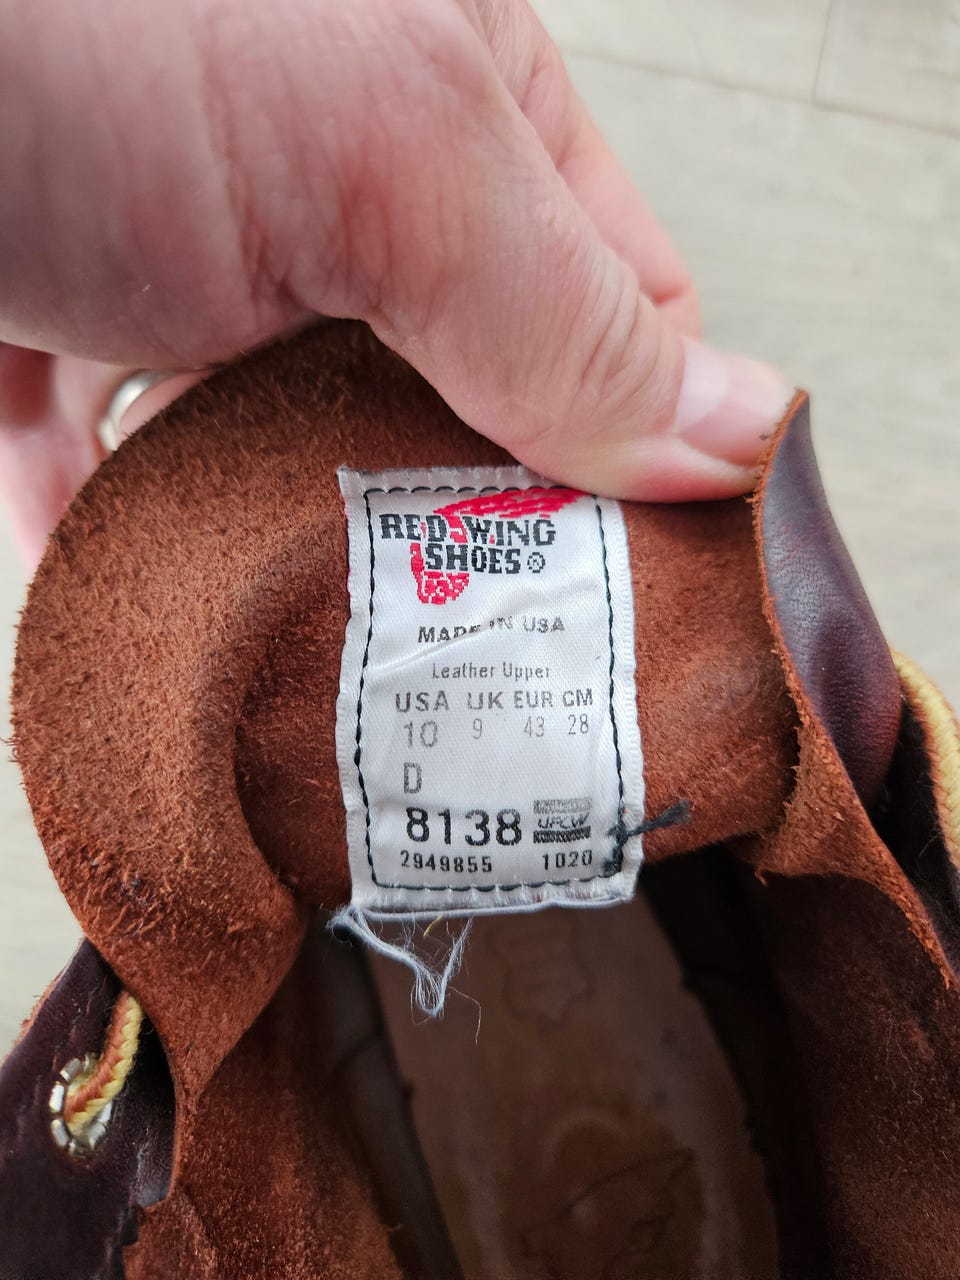 RED WING
SHOES®
MADE IN USA
Leather Upper
USA UK EUR CM
10 9 43 28
D
8138 UFCW
2949855 1020